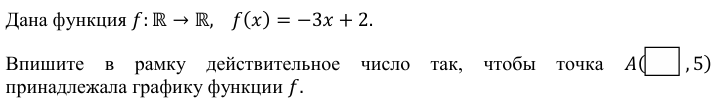 Дана функция f: ℝ → ℝ, f(x) = −3x + 2.
Впишите в рамку действительное число так, чтобы точка A( , 5)
принадлежала графику функции f.